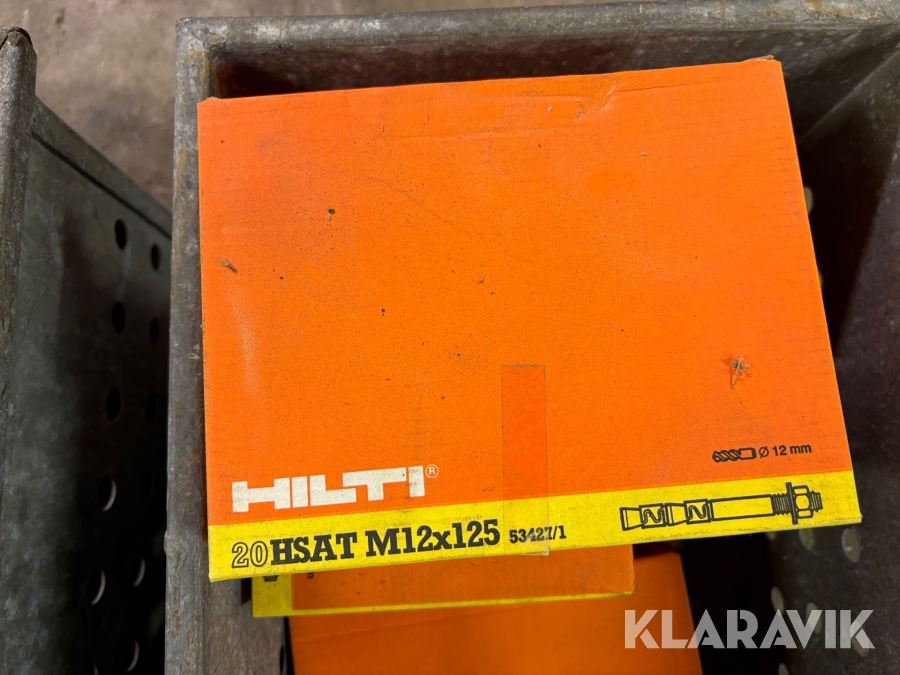 HILTI®
Ø 12 mm
20 HSAT M12x125 53427/1
KLARAVIK